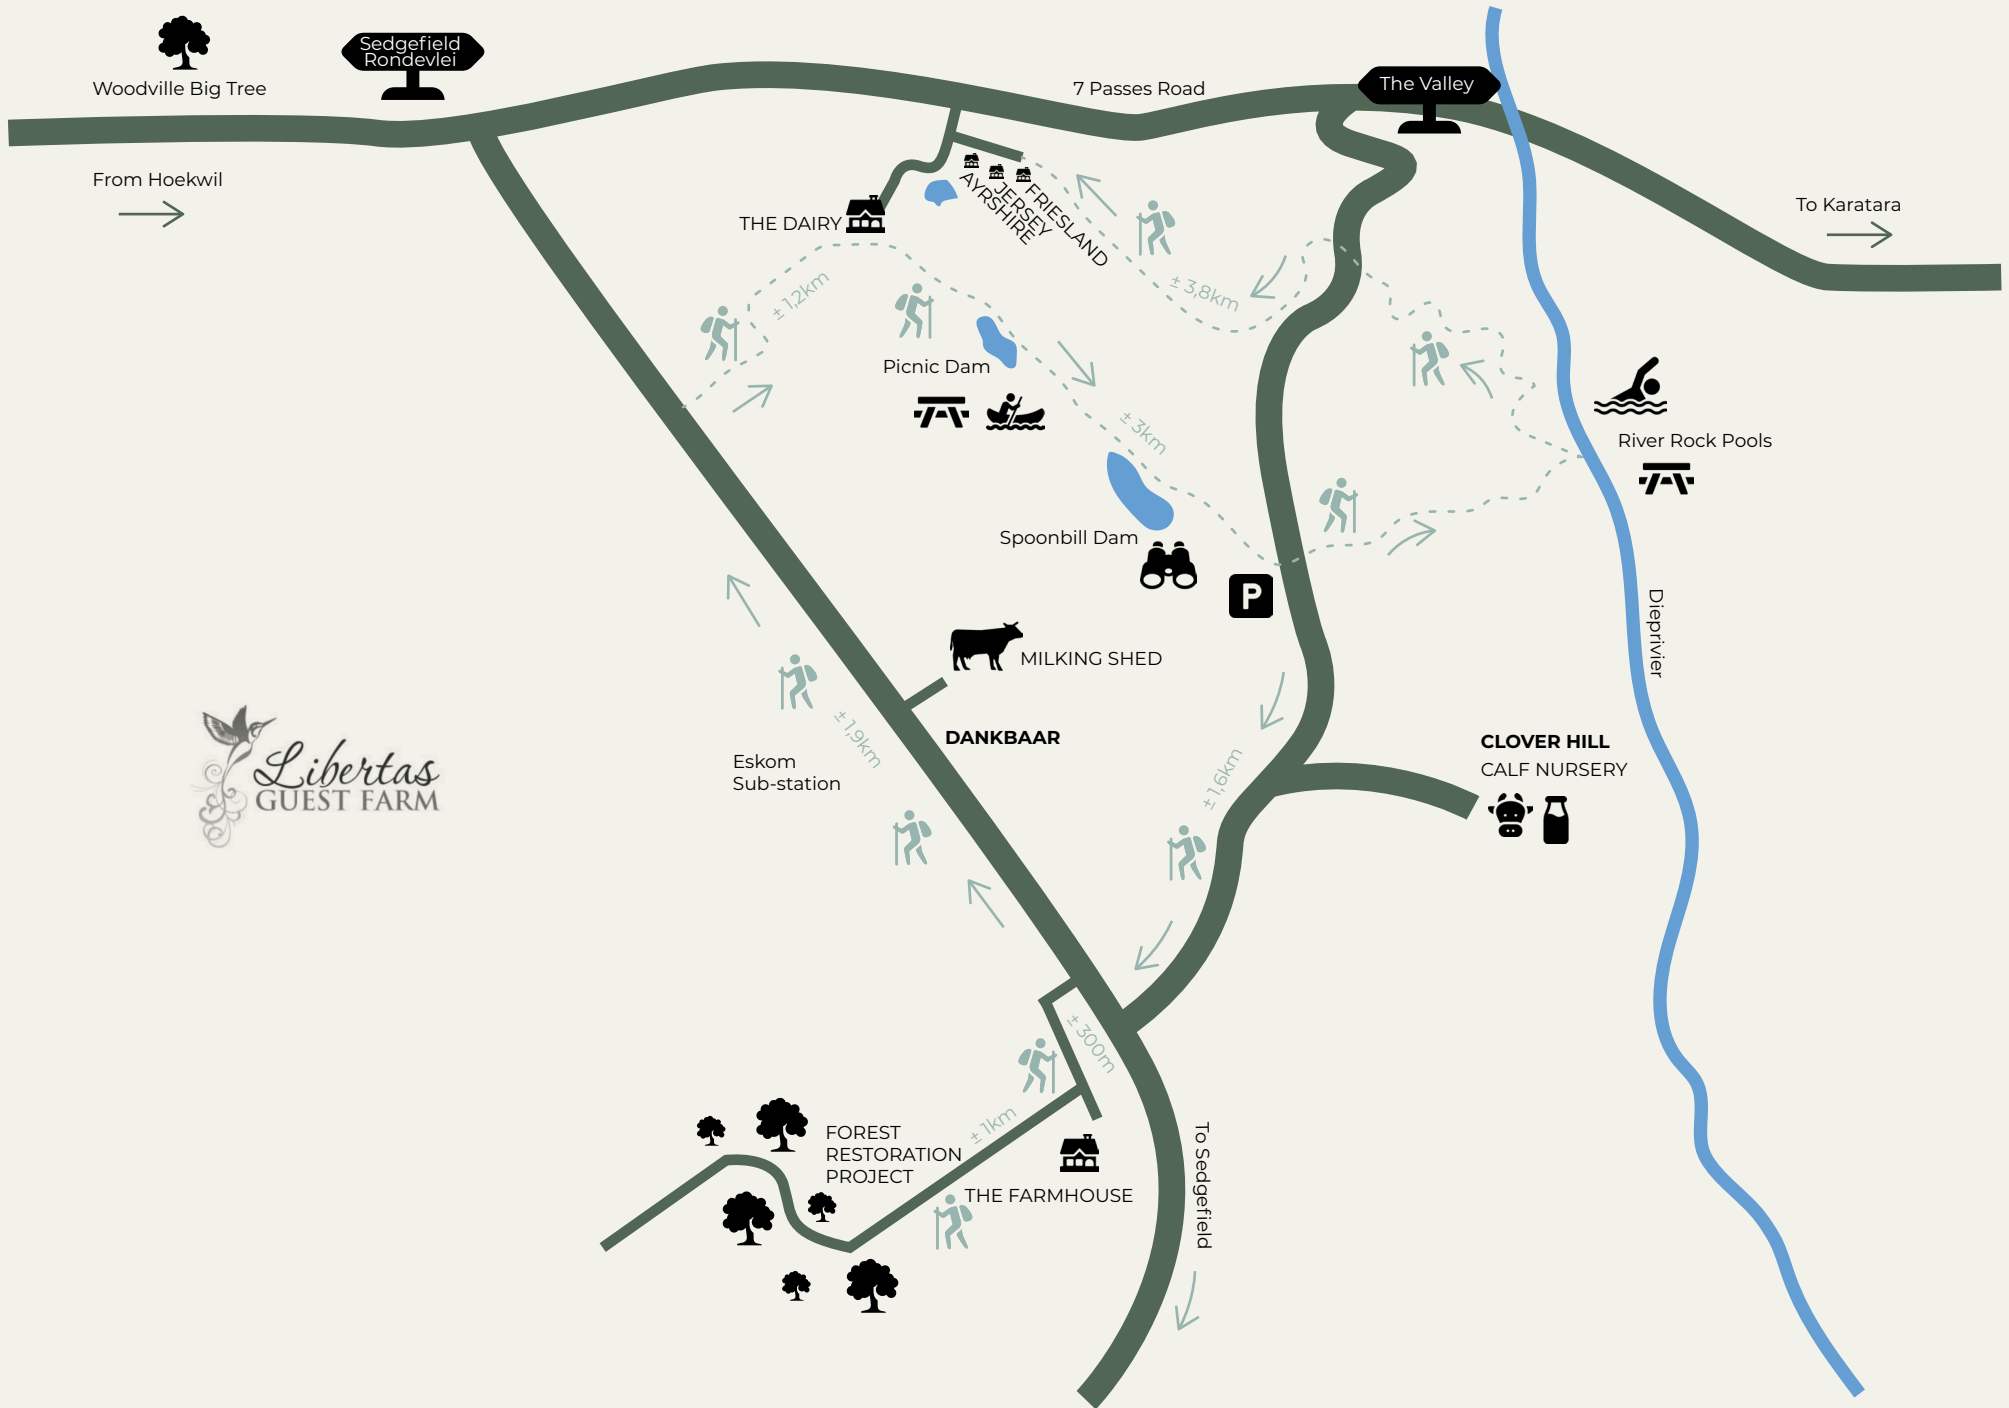 Sedgefield
Rondevlei
Woodville Big Tree
7 Passes Road
The Valley
From Hoekwil
To Karatara
THE DAIRY
AYRSHIRE
JERSEY
FRIESLAND
± 1,2km
± 3,8km
Picnic Dam
± 3km
River Rock Pools
Spoonbill Dam
P
Dieprivier
MILKING SHED
± 1,9km
DANKBAAR
Eskom
Sub-station
± 1,6km
CLOVER HILL
CALF NURSERY
Libertas
GUEST FARM
± 300m
± 1km
FOREST
RESTORATION
PROJECT
THE FARMHOUSE
To Sedgefield